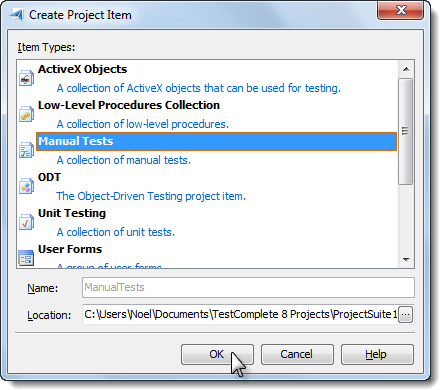 Create Project Item
Item Types:
ActiveX Objects
A collection of ActiveX objects that can be used for testing.
Low-Level Procedures Collection
A collection of low-level procedures.
Manual Tests
A collection of manual tests.
ODT
The Object-Driven Testing project item.
Unit Testing
A collection of unit tests.
User Forms
A group of user forms.
Name:
ManualTests
Location:
C:\Users\Noel\Documents\TestComplete 8 Projects\ProjectSuite1
...
OK
Cancel
Help